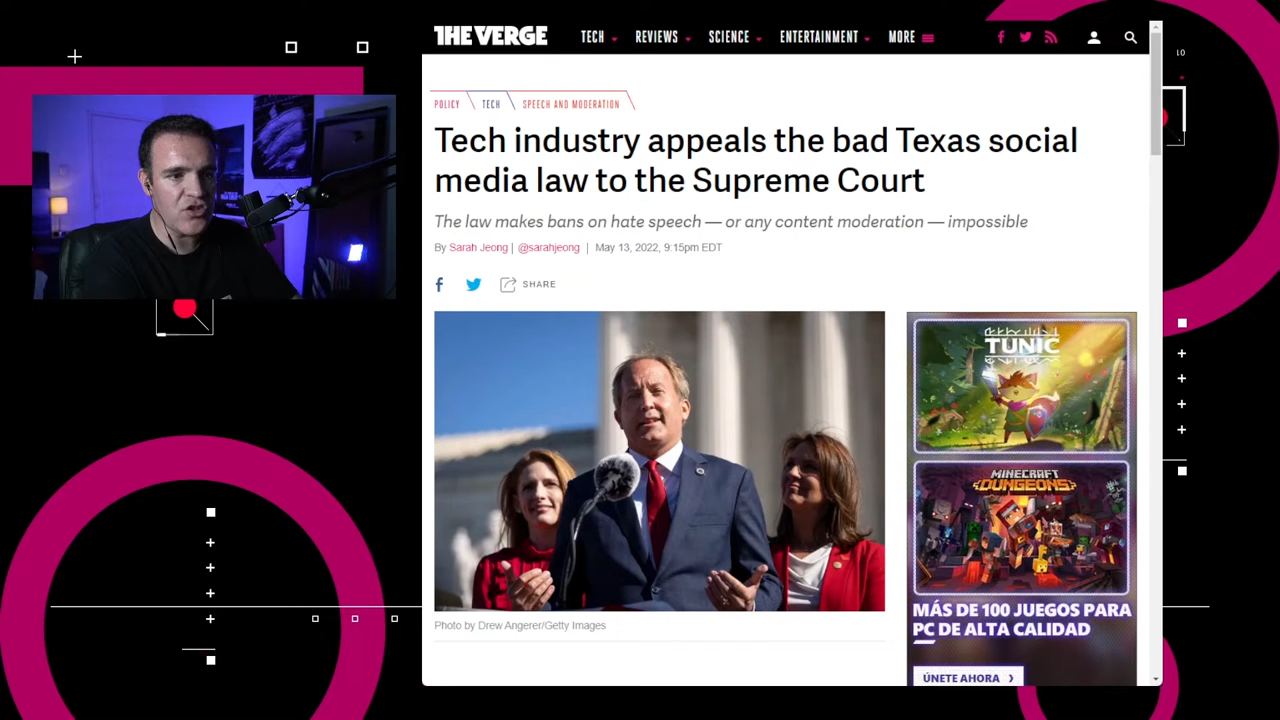 THE VERGE
TECH REVIEWS SCIENCE ENTERTAINMENT MORE
POLICY TECH SPEECH AND MODERATION
Tech industry appeals the bad Texas social
media law to the Supreme Court
The law makes bans on hate speech — or any content moderation — impossible
By Sarah Jeong | @sarahjeong | May 13, 2022, 9:15pm EDT
SHARE
TUNIC
MINECRAFT
DUNGEONS
MÁS DE 100 JUEGOS PARA
PC DE ALTA CALIDAD
ÚNETE AHORA
Photo by Drew Angerer/Getty Images
10